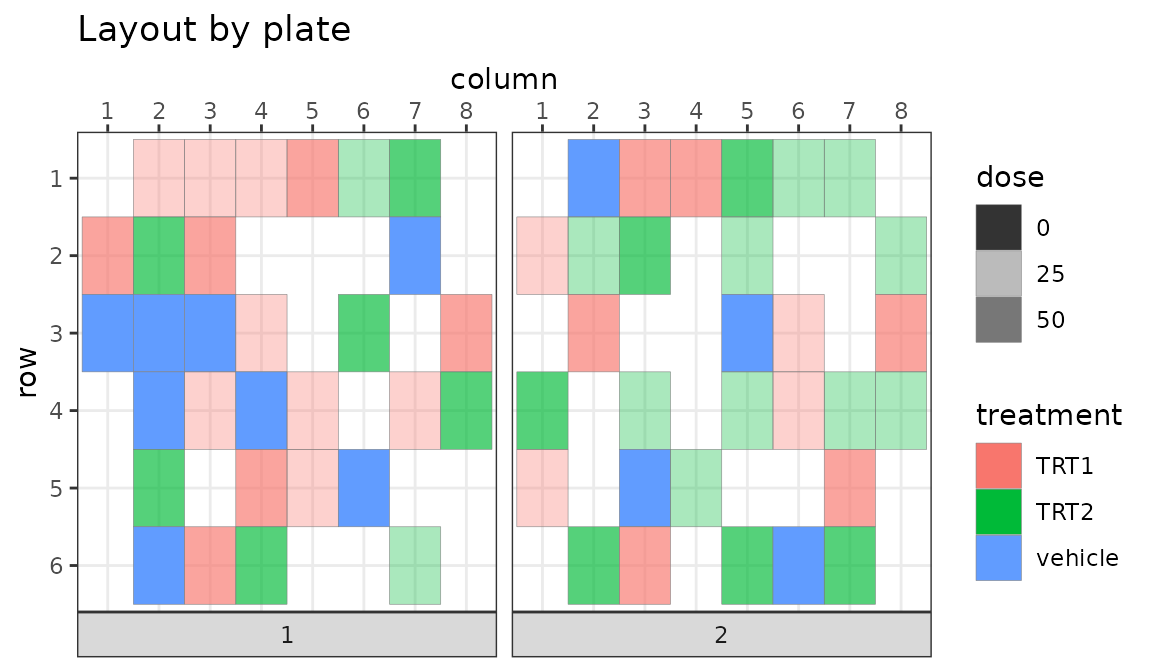 Layout by plate
column
1 2 3 4 5 6 7 8 1 2 3 4 5 6 7 8
row
1
2
3
4
5
6
1 2
dose
0
25
50
treatment
TRT1
TRT2
vehicle